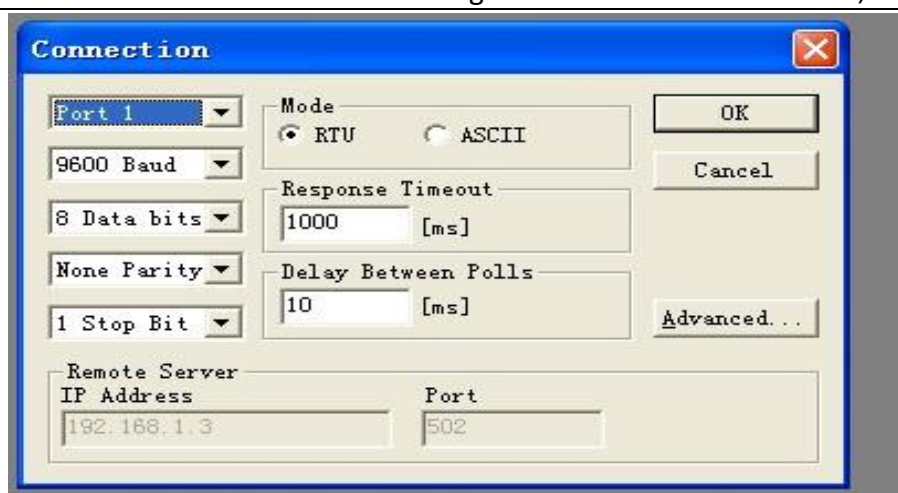 Connection
Port 1
9600 Baud
8 Data bits
None Parity
1 Stop Bit
Mode
RTU
ASCII
Response Timeout
1000 [ms]
Delay Between Polls
10 [ms]
OK
Cancel
Advanced...
Remote Server
IP Address
Port
192.168.1.3
502